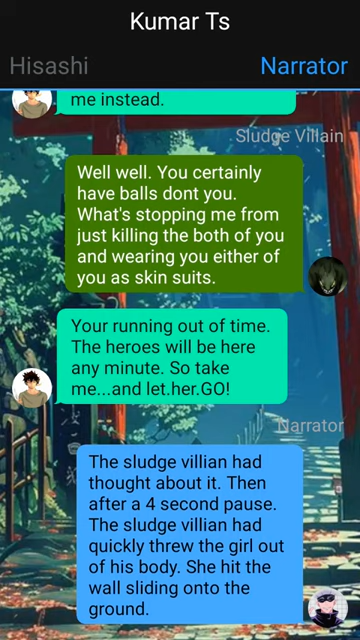 Kumar Ts
Hisashi
Narrator
me instead.
Sludge Villain
Well well. You certainly
have balls dont you.
What's stopping me from
just killing the both of you
and wearing you either of
you as skin suits.
Your running out of time.
The heroes will be here
any minute. So take
me...and let.her.GO!
Narrator
The sludge villian had
thought about it. Then
after a 4 second pause.
The sludge villian had
quickly threw the girl out
of his body. She hit the
wall sliding onto the
ground.